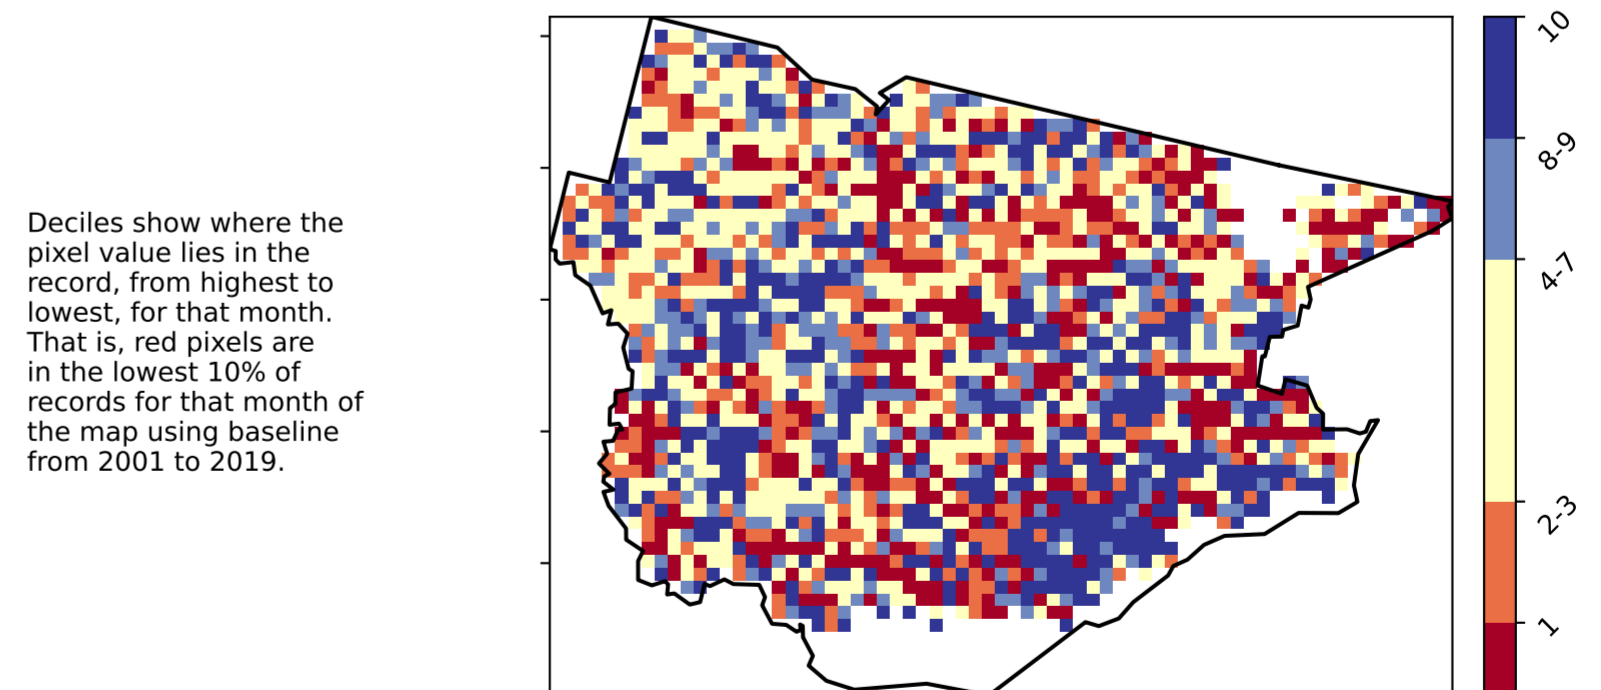 Deciles show where the
pixel value lies in the
record, from highest to
lowest, for that month.
That is, red pixels are
in the lowest 10% of
records for that month of
the map using baseline
from 2001 to 2019.
10
8-9
4-7
2-3
1